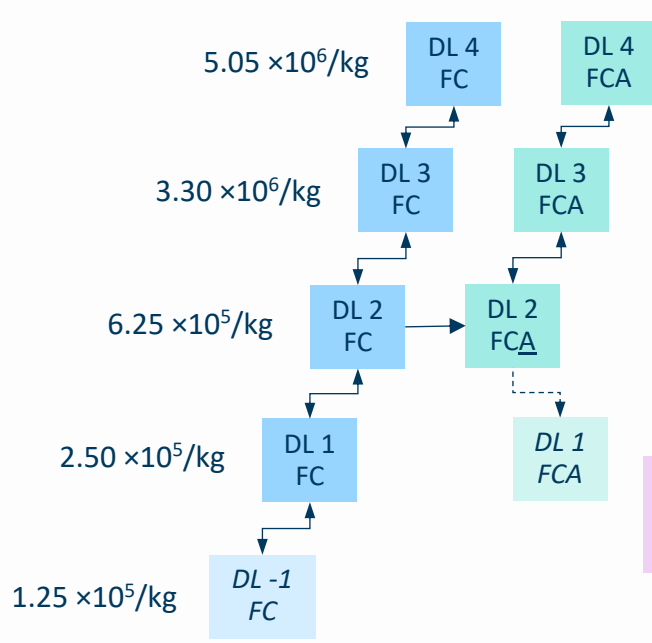 5.05 ×10⁶/kg
DL 4
FC
DL 4
FCA
3.30 ×10⁶/kg
DL 3
FC
DL 3
FCA
6.25 ×10⁵/kg
DL 2
FC
DL 2
FCA
2.50 ×10⁵/kg
DL 1
FC
DL 1
FCA
1.25 ×10⁵/kg
DL -1
FC